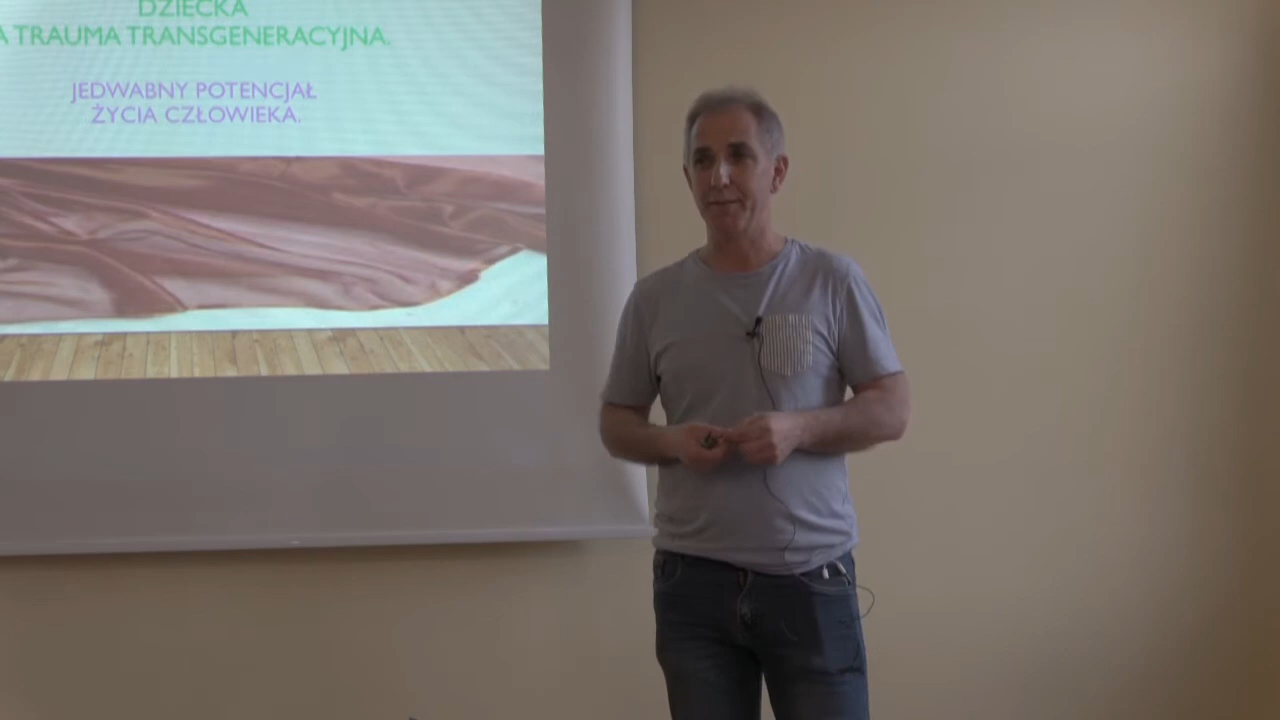 DZIECKA
A TRAUMA TRANSGENERACYJNA.
JEDWABNY POTENCJAŁ
ŻYCIA CZŁOWIEKA.